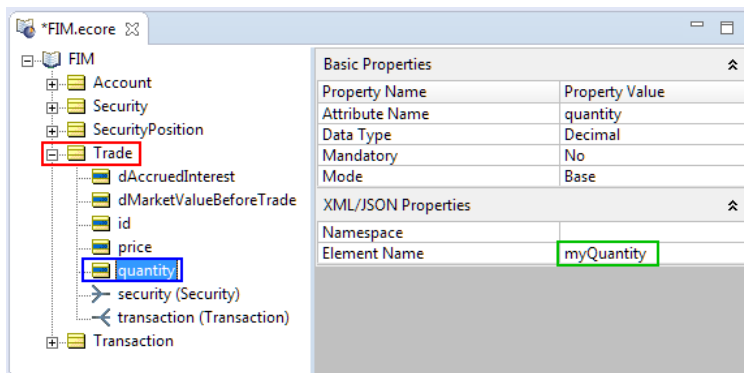 *FIM.ecore
FIM
Account
Security
SecurityPosition
Trade
dAccruedInterest
dMarketValueBeforeTrade
id
price
quantity
security (Security)
transaction (Transaction)
Transaction
Basic Properties
Property Name Property Value
Attribute Name quantity
Data Type Decimal
Mandatory No
Mode Base
XML/JSON Properties
Namespace
Element Name myQuantity